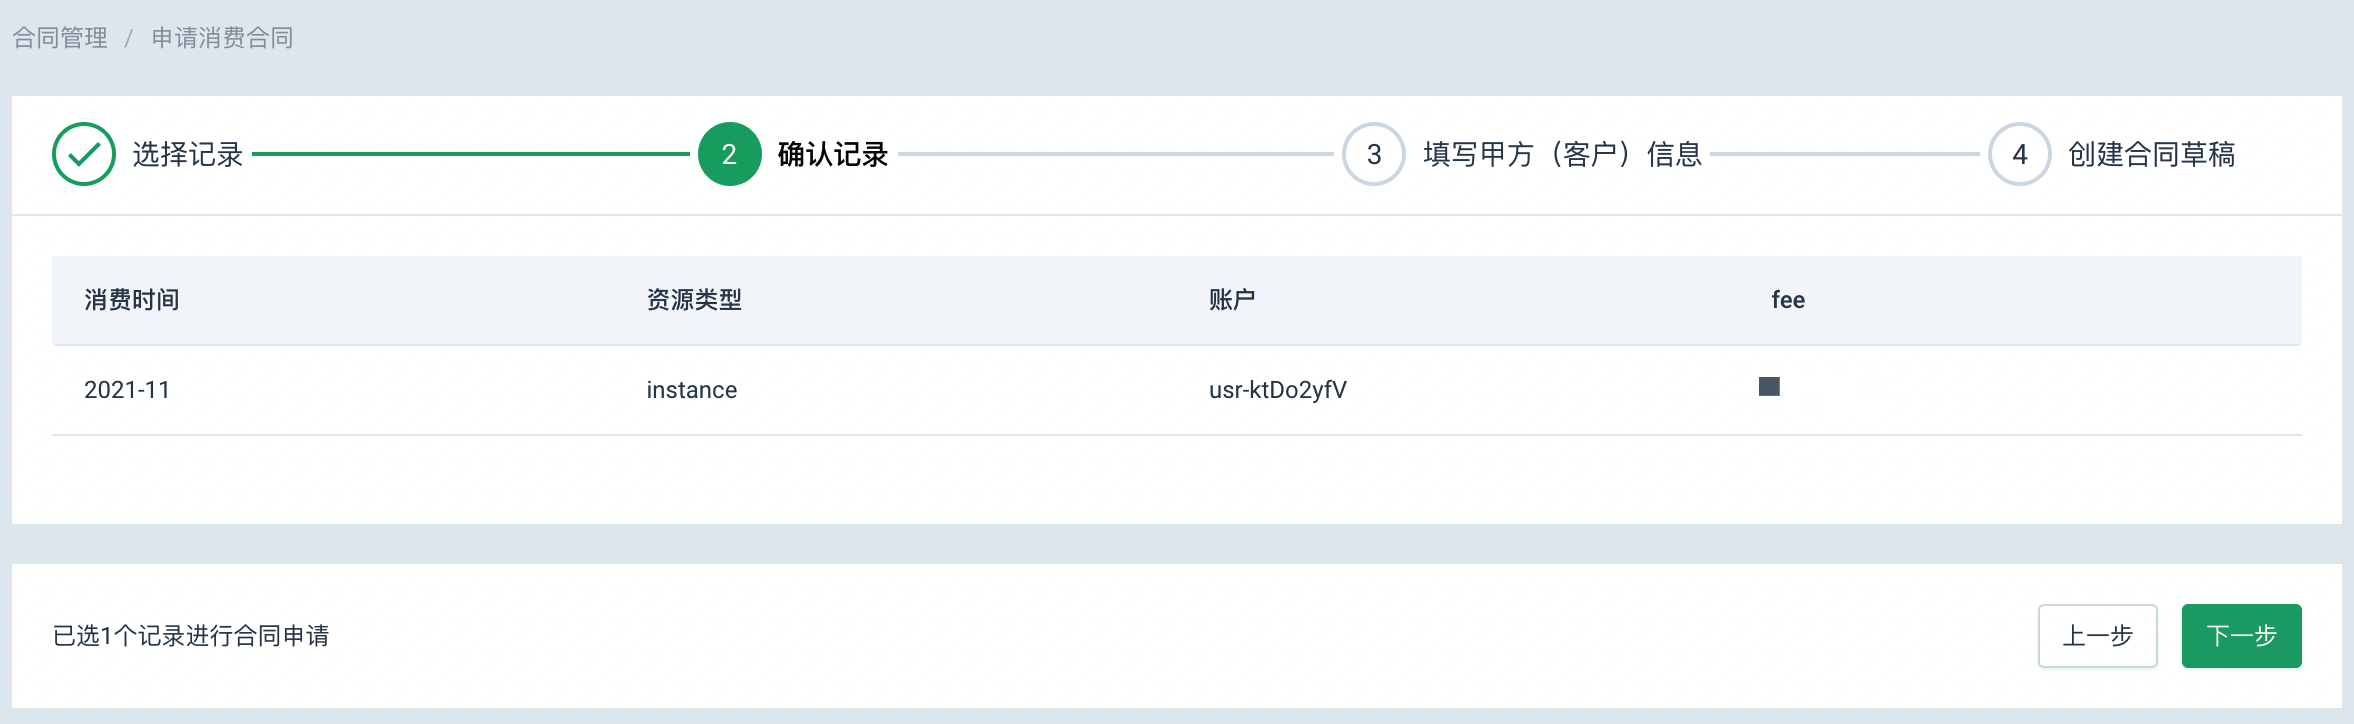 合同管理 / 申请消费合同
选择记录 2 确认记录 3 填写甲方（客户）信息 4 创建合同草稿
消费时间 资源类型 账户 fee
2021-11 instance usr-ktDo2yfV
已选1个记录进行合同申请 上一步 下一步